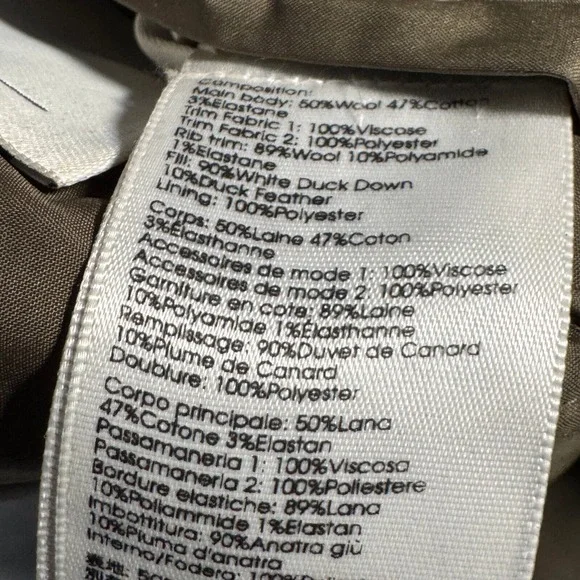 Composition:
Main body: 50%Wool 47%Cotton
3%Elastane
Trim Fabric 1: 100%Viscose
Trim Fabric 2: 100%Polyester
Rib trim: 89%Wool 10%Polyamide
1%Elastane
Fill: 90%White Duck Down
10%Duck Feather
Lining: 100%Polyester
Corps: 50%Laine 47%Coton
3%Elasthanne
Accessoires de mode 1: 100%Viscose
Accessoires de mode 2: 100%Polyester
Garniture en cote: 89%Laine
10%Polyamide 1%Elasthanne
Remplissage: 90%Duvet de Canard
10%Plume de Canard
Doublure: 100%Polyester
Corpo principale: 50%Lana
47%Cotone 3%Elastan
Passamaneria 1: 100%Viscosa
Passamaneria 2: 100%Poliestere
Bordure elastiche: 89%Lana
10%Poliammide 1%Elastan
Imbottitura: 90%Anatra giù
10%Piuma d'anatra
Interno/Fodera: 100%